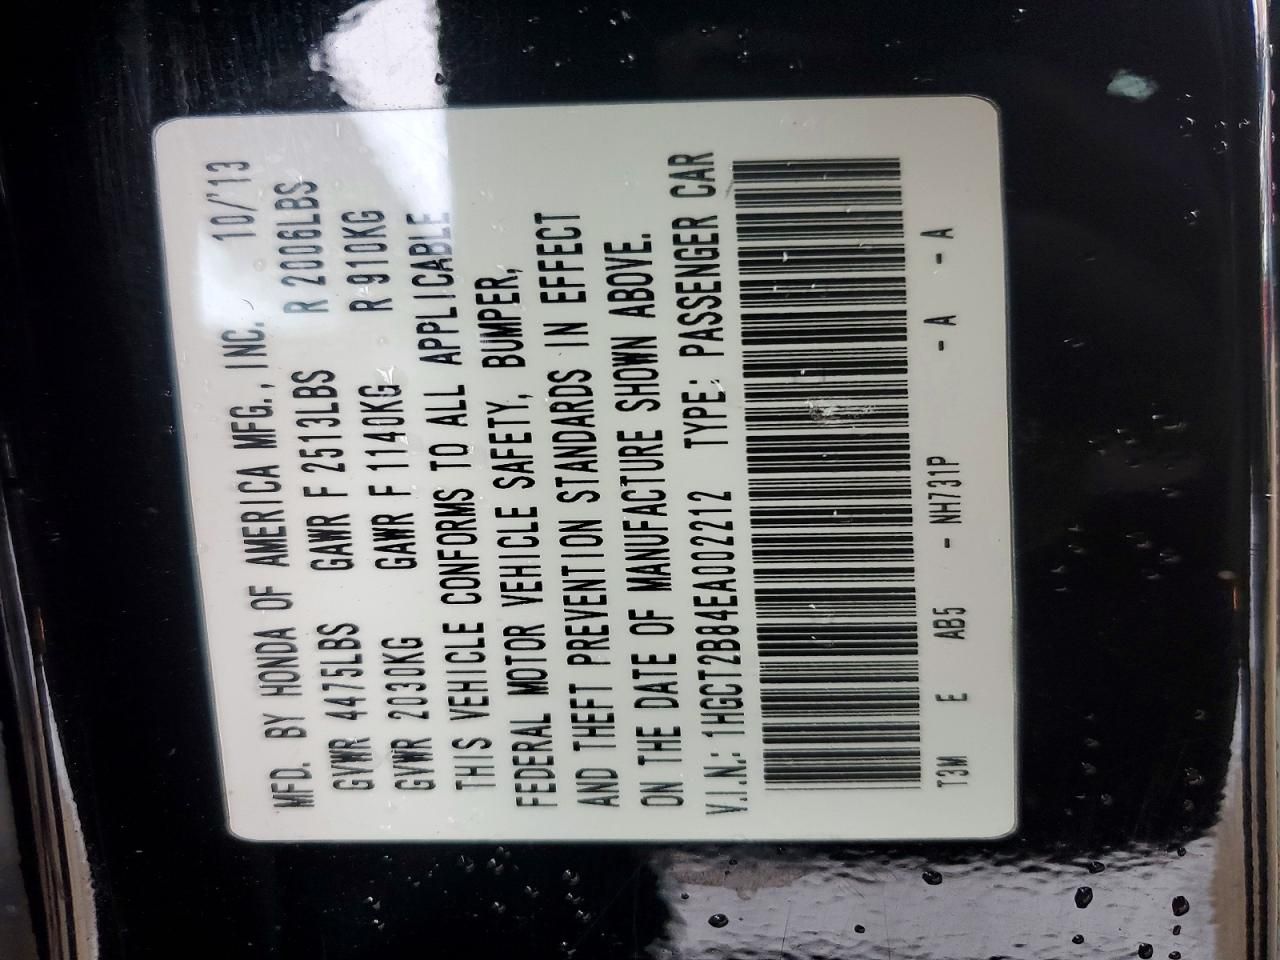 MFD. BY HONDA OF AMERICA MFG., INC. 10/'13
GVWR 4475LBS GAWR F 2513LBS R 2006LBS
GVWR 2030KG GAWR F 1140KG R 910KG
THIS VEHICLE CONFORMS TO ALL APPLICABLE
FEDERAL MOTOR VEHICLE SAFETY, BUMPER,
AND THEFT PREVENTION STANDARDS IN EFFECT
ON THE DATE OF MANUFACTURE SHOWN ABOVE.
V.I.N.: 1HGCT2B84EA002212 TYPE: PASSENGER CAR
T3M E AB5 - NH731P - A - A